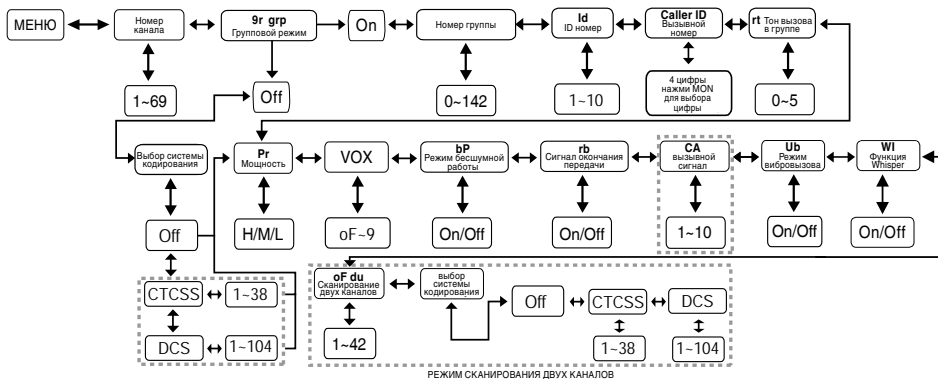 МЕНЮ
Номер
канала
9r grp
Групповой режим
On
Номер группы
Id
ID номер
Caller ID
Вызывной
номер
rt Тон вызова
в группе
1~69
Off
0~142
1~10
4 цифры
нажми MON
для выбора
цифры
0~5
Выбор системы
кодирования
Pr
Мощность
VOX
bP
Режим бесшумной
работы
rb
Сигнал окончания
передачи
CA
вызывной
сигнал
Ub
Режим
вибровызова
WI
Функция
Whisper
Off
H/M/L
oF~9
On/Off
On/Off
1~10
On/Off
On/Off
CTCSS
1~38
DCS
1~104
oF du
Сканирование
двух каналов
выбор
системы
кодирования
Off
CTCSS
DCS
1~42
1~38
1~104
РЕЖИМ СКАНИРОВАНИЯ ДВУХ КАНАЛОВ